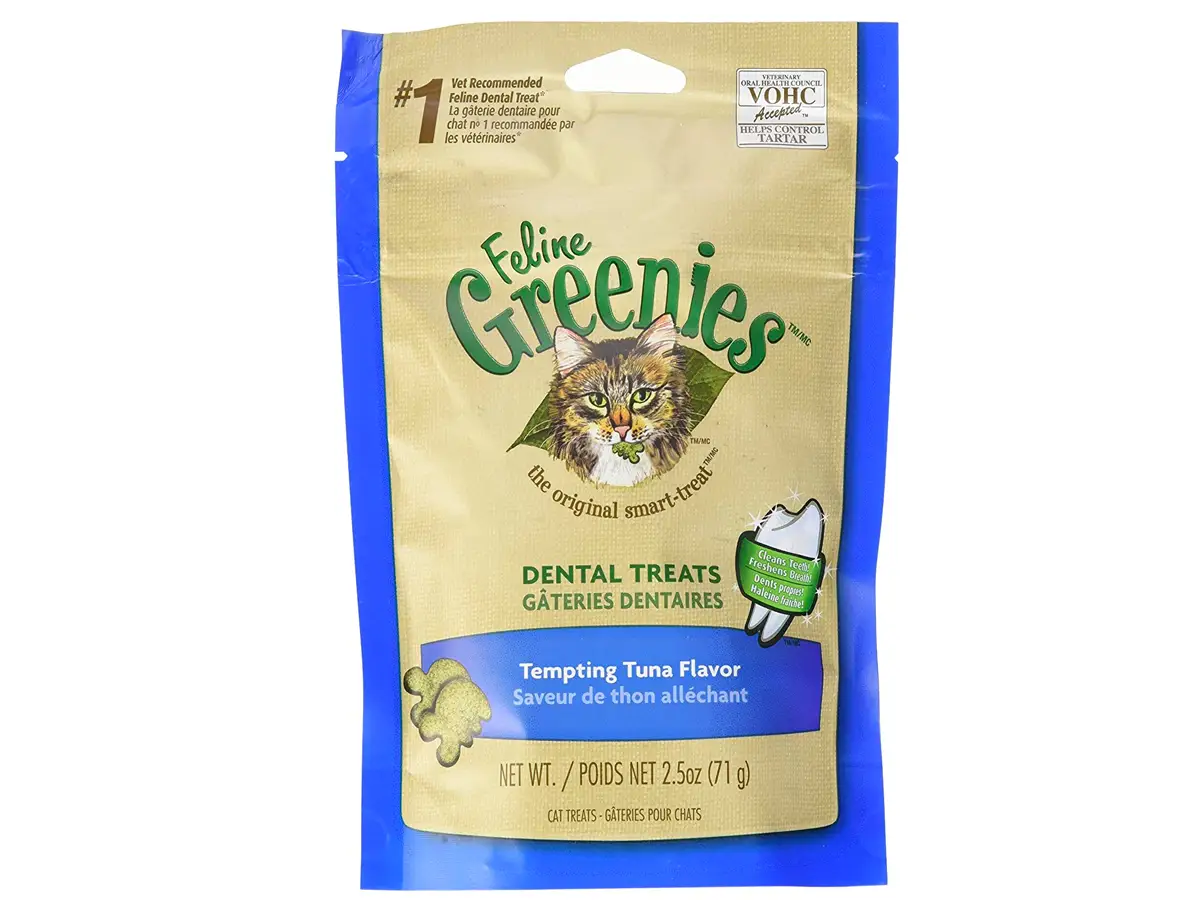 #1
Vet Recommended
Feline Dental Treat*
La gâterie dentaire pour
chat nº 1 recommandée par
les vétérinaires*
VETERINARY
ORAL HEALTH COUNCIL
VOHC
Accepted™
HELPS CONTROL
TARTAR
Feline
Greenies TM/MC
TM/MC
the original smart-treat TM/MC
Cleans Teeth!
Freshens Breath!
Dents propres!
Haleine fraîche!
TM/MC
DENTAL TREATS
GÂTERIES DENTAIRES
Tempting Tuna Flavor
Saveur de thon alléchant
NET WT. / POIDS NET 2.5oz (71 g)
CAT TREATS - GÂTERIES POUR CHATS